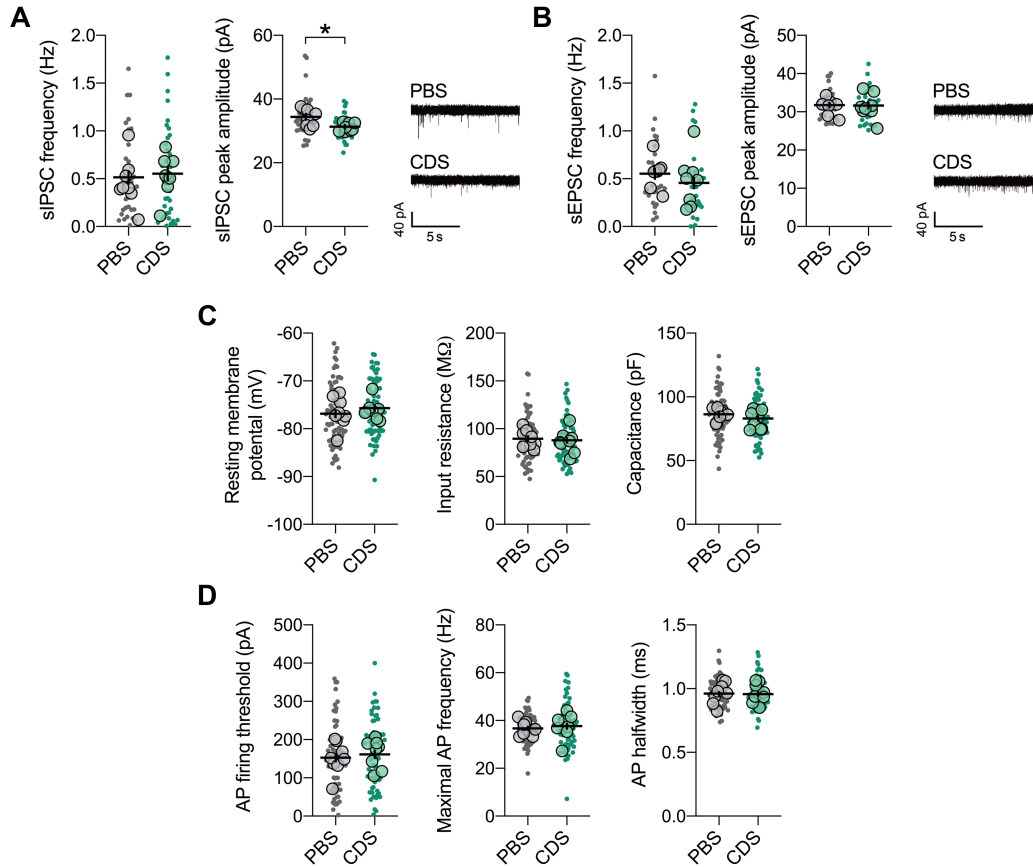 A
sIPSC frequency (Hz)
2.0
1.5
1.0
0.5
0.0
PBS
CDS
sIPSC peak amplitude (pA)
60
40
20
0
*
PBS
CDS
PBS
CDS
40 pA
5 s
B
sEPSC frequency (Hz)
2.0
1.5
1.0
0.5
0.0
PBS
CDS
sEPSC peak amplitude (pA)
50
40
30
20
10
0
PBS
CDS
PBS
CDS
40 pA
5 s
C
Resting membrane
potental (mV)
-60
-70
-80
-90
-100
PBS
CDS
Input resistance (MΩ)
200
150
100
50
0
PBS
CDS
Capacitance (pF)
150
100
50
0
PBS
CDS
D
AP firing threshold (pA)
500
400
300
200
100
0
PBS
CDS
Maximal AP frequency (Hz)
80
60
40
20
0
PBS
CDS
AP halfwidth (ms)
1.5
1.0
0.5
0.0
PBS
CDS